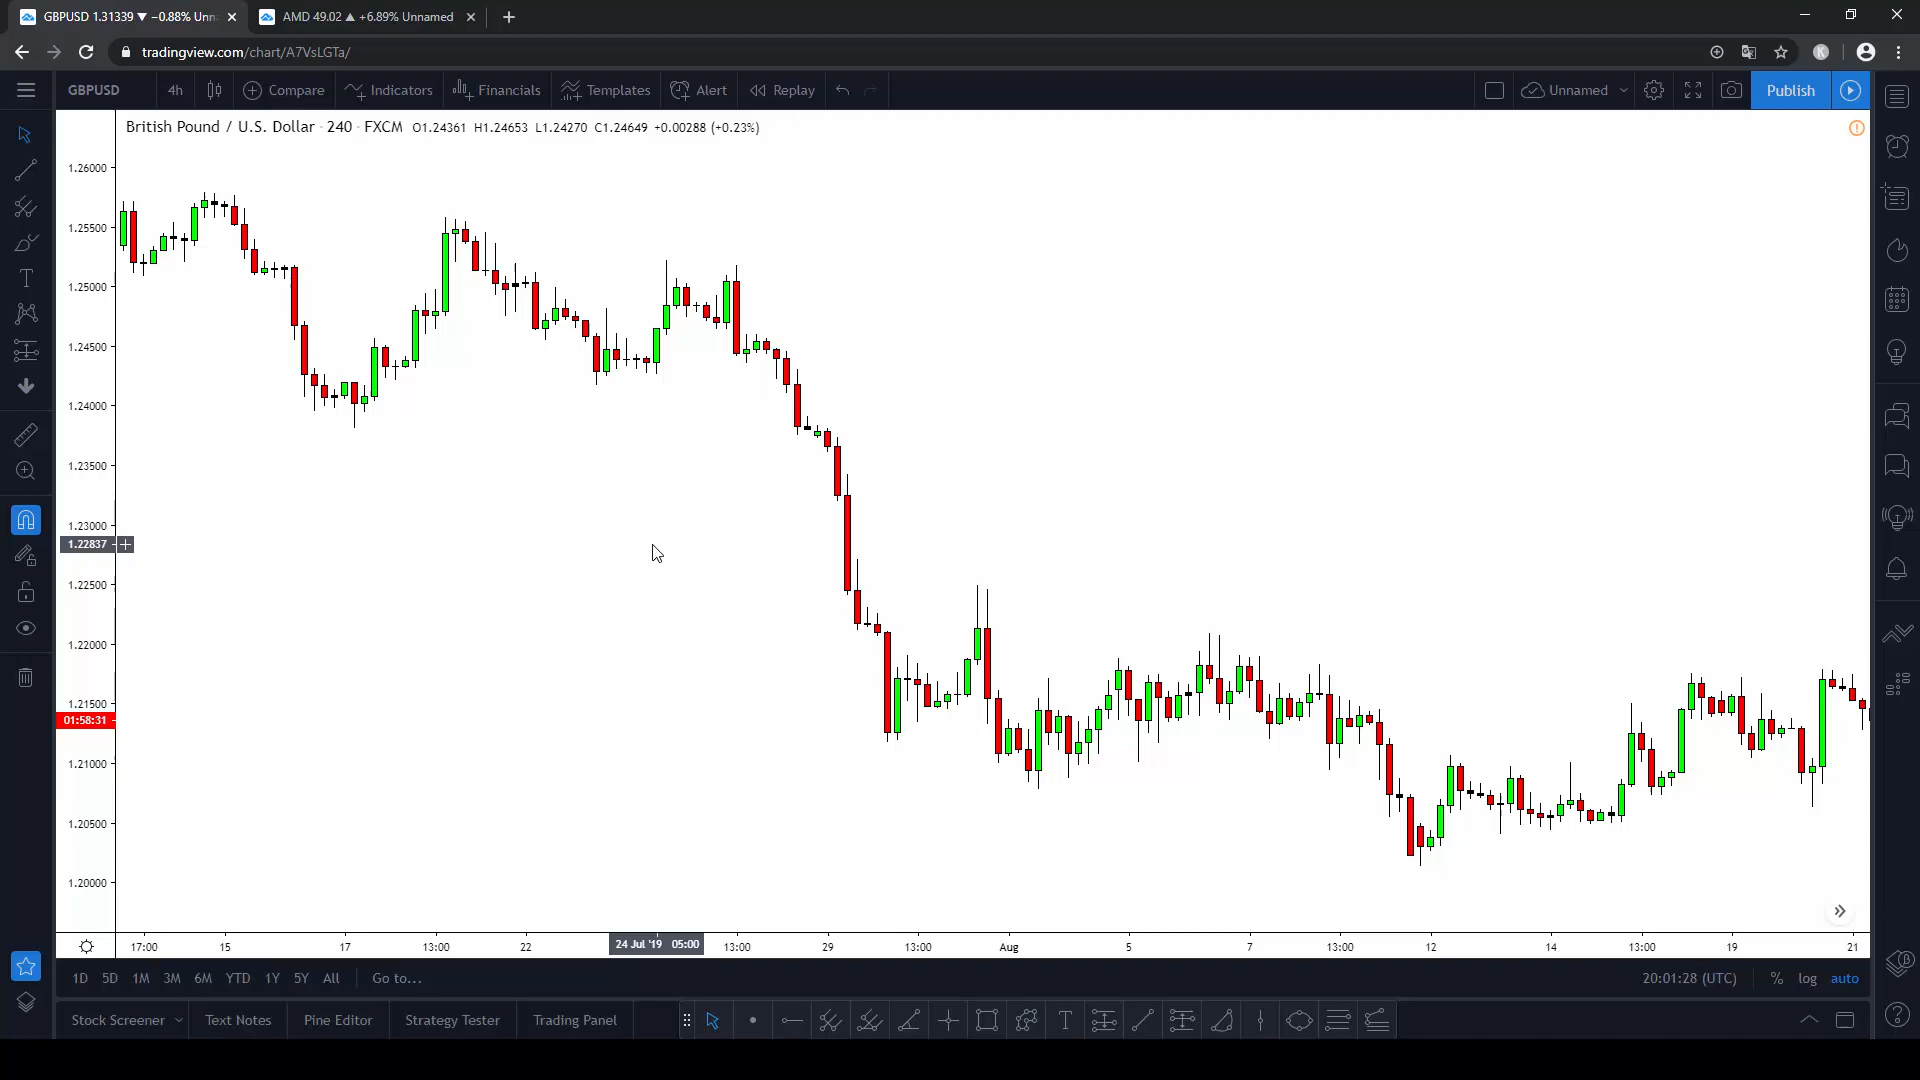 GBPUSD 1.31339 ▼ −0.88% Unn
AMD 49.02 ▲ +6.89% Unnamed
tradingview.com/chart/A7VsLGTa/
K
GBPUSD 4h Compare Indicators Financials Templates Alert Replay Unnamed Publish
British Pound / U.S. Dollar · 240 · FXCM O1.24361 H1.24653 L1.24270 C1.24649 +0.00288 (+0.23%)
1.26000
1.25500
1.25000
1.24500
1.24000
1.23500
1.23000
1.22837
1.22500
1.22000
1.21500
01:58:31
1.21000
1.20500
1.20000
17:00 15 17 13:00 22 24 Jul '19 05:00 13:00 29 13:00 Aug 5 7 13:00 12 14 13:00 19 21
1D 5D 1M 3M 6M YTD 1Y 5Y All Go to... 20:01:28 (UTC) % log auto
Stock Screener Text Notes Pine Editor Strategy Tester Trading Panel